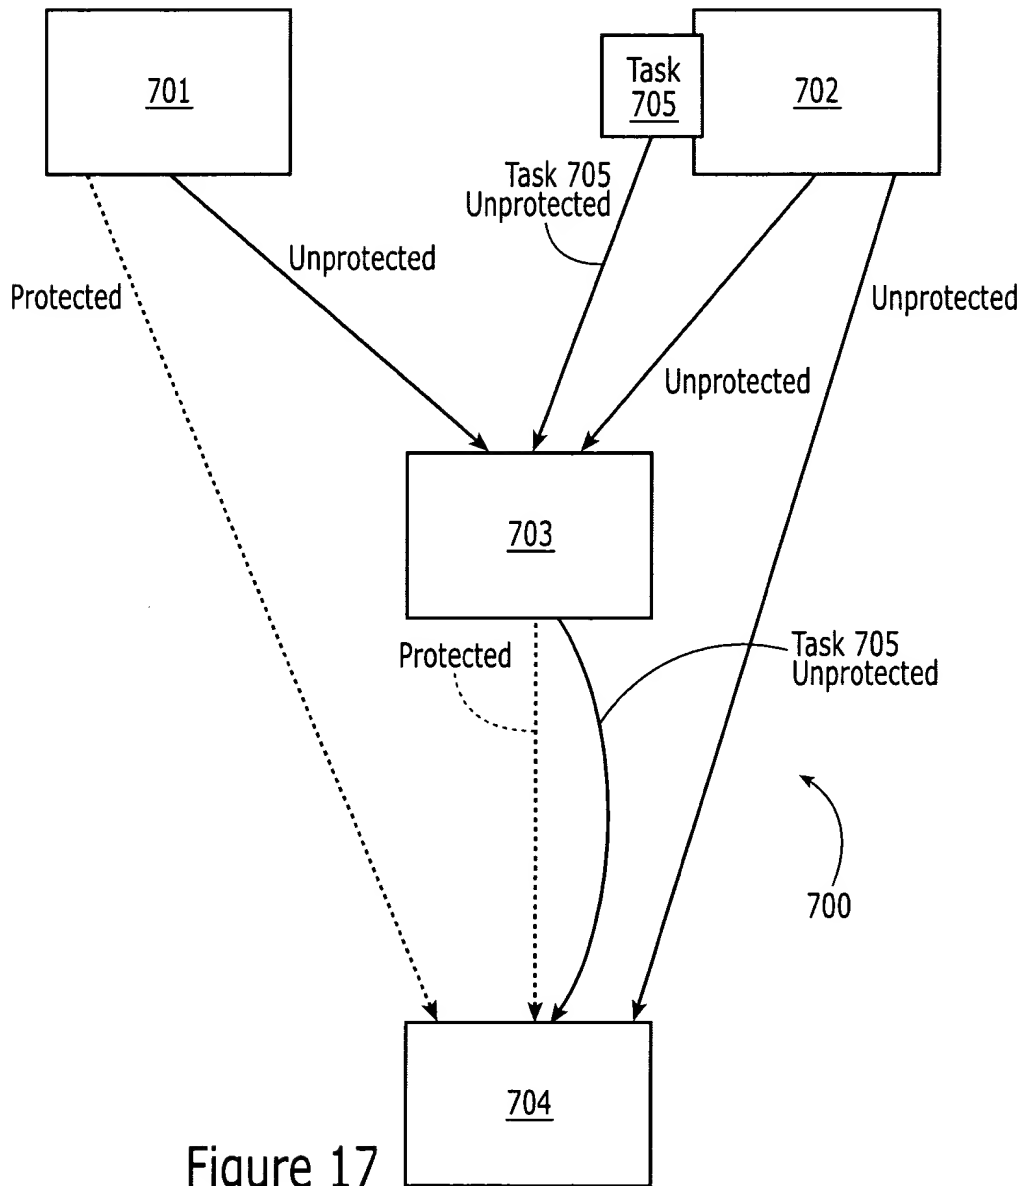 701
Task
705
702
Task 705
Unprotected
Unprotected
Protected
Unprotected
Unprotected
703
Protected
Task 705
Unprotected
700
704
Figure 17